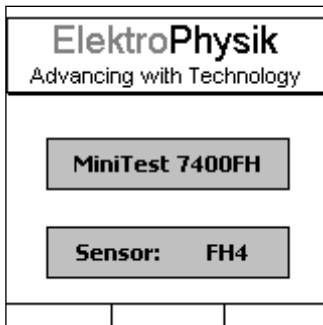 ElektroPhysik
Advancing with Technology
MiniTest 7400FH
Sensor: FH4